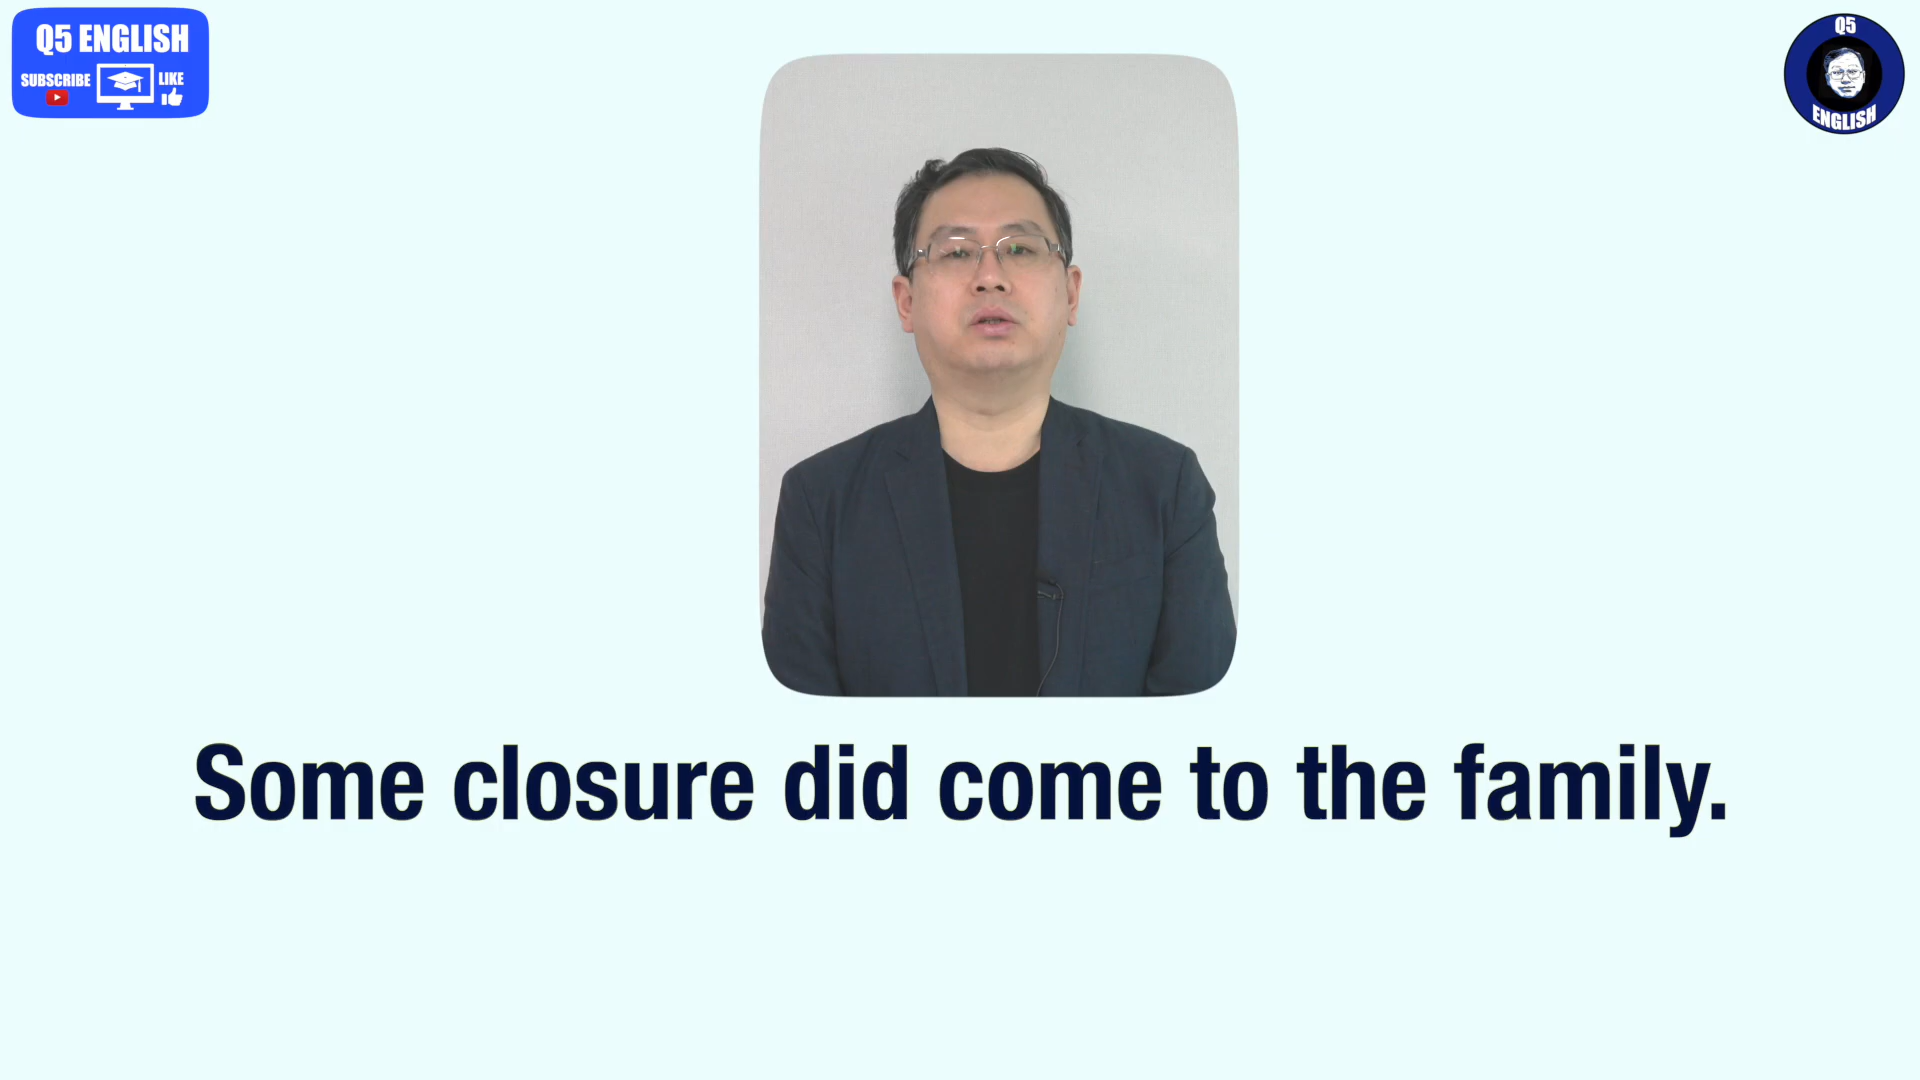 Q5 ENGLISH
SUBSCRIBE
LIKE
Q5
ENGLISH
Some closure did come to the family.